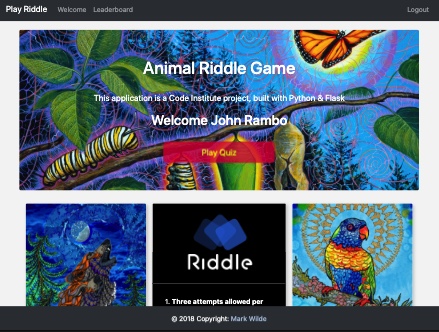 Play Riddle Welcome Leaderboard Logout
Animal Riddle Game
This application is a Code Institute project, built with Python & Flask
Welcome John Rambo
Play Quiz
Riddle
1. Three attempts allowed per
© 2018 Copyright: Mark Wilde